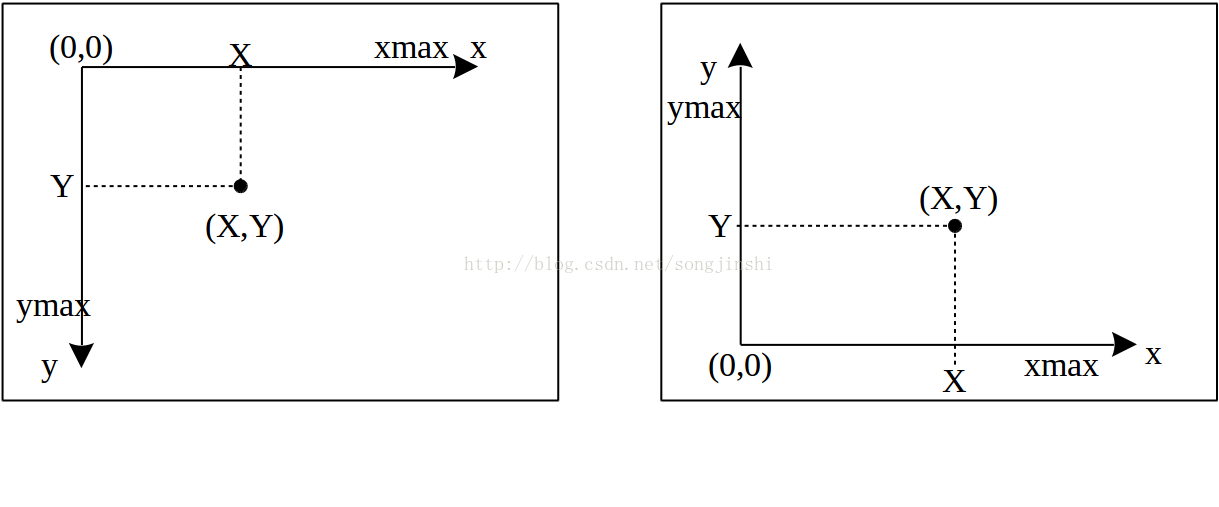 (0,0)
X
xmax
x
Y
(X,Y)
ymax
y
y
ymax
(X,Y)
Y
http://blog.csdn.net/songjinshi
(0,0)
X
xmax
x